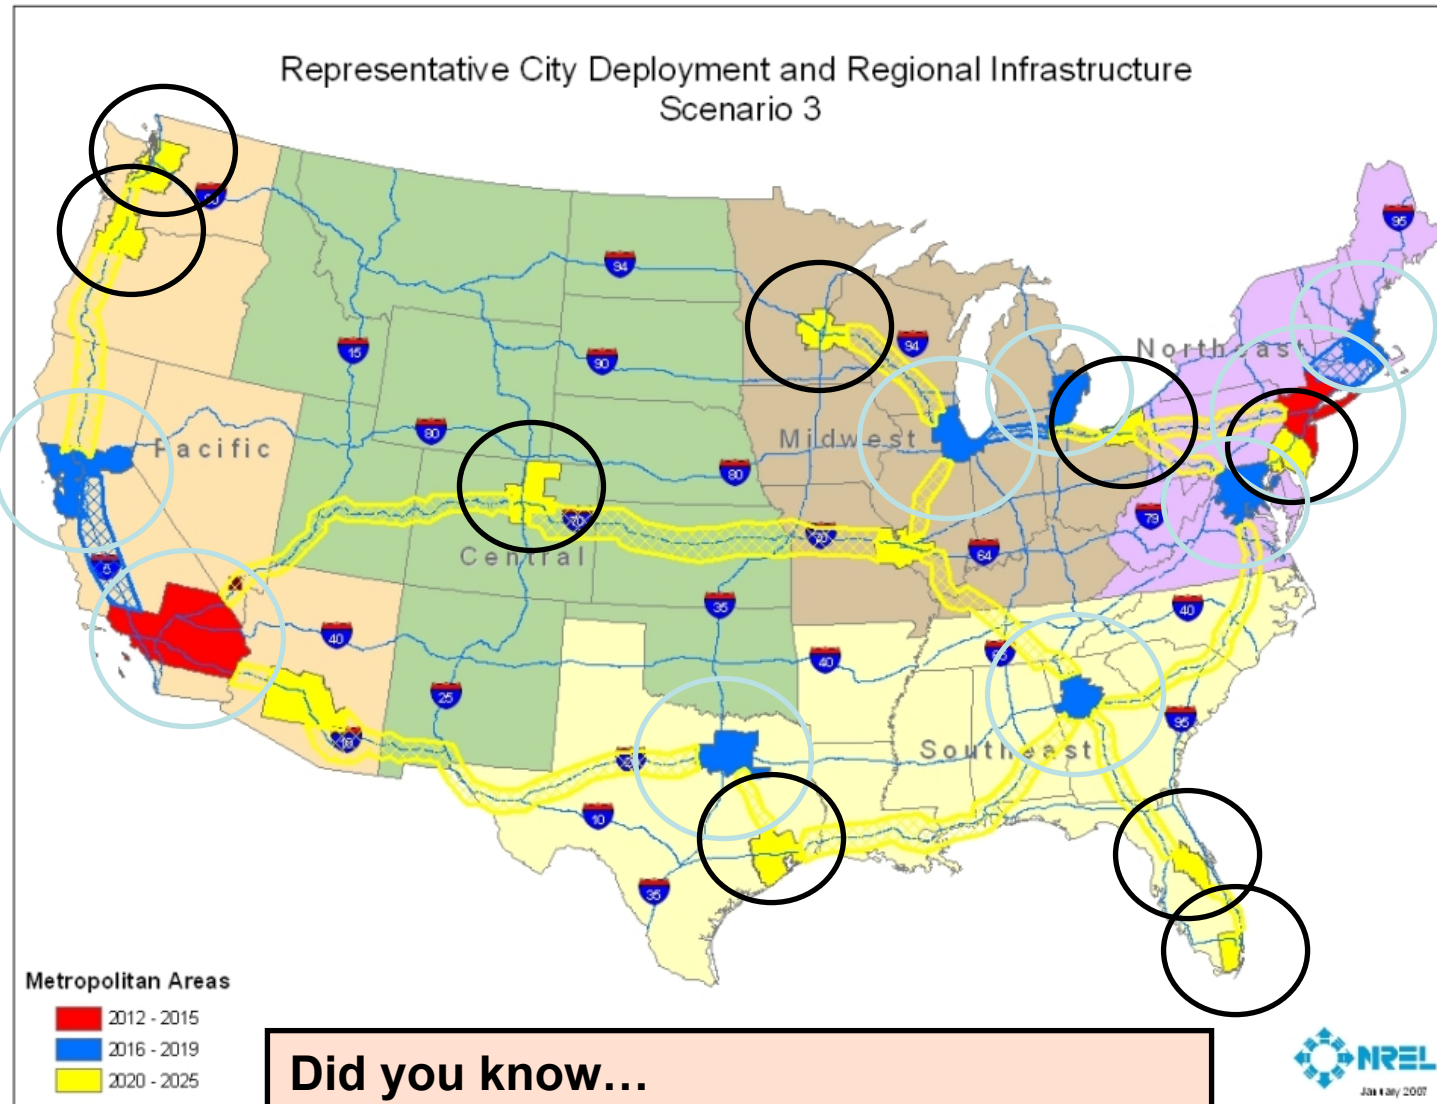 Representative City Deployment and Regional Infrastructure
Scenario 3
95
94
15
94
90
Northeast
Pacific
80
Midwest
80
70
79
Central
64
5
35
40
40
40
25
95
Southeast
10
35
Metropolitan Areas
2012 - 2015
2016 - 2019
2020 - 2025
Did you know…
NREL
January 2007